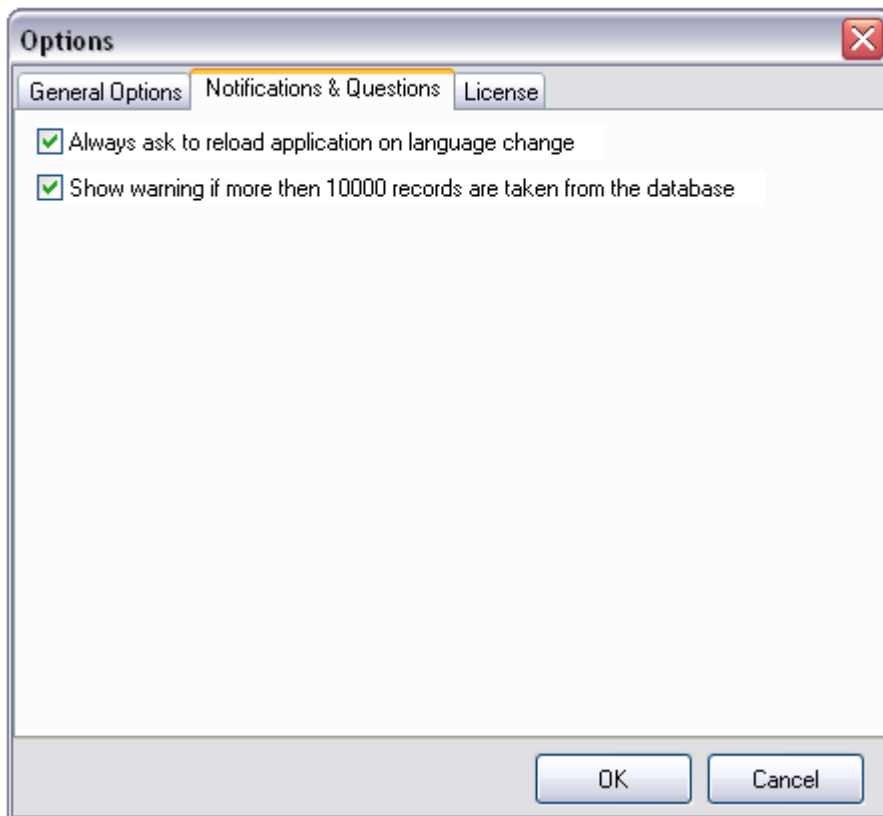 Options
General Options Notifications & Questions License
Always ask to reload application on language change
Show warning if more then 10000 records are taken from the database
OK Cancel